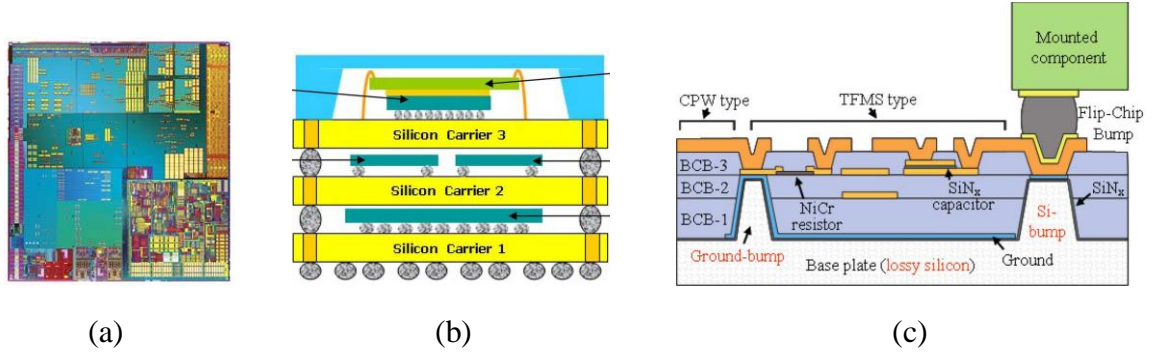 (a)
(b)
Silicon Carrier 3
Silicon Carrier 2
Silicon Carrier 1
(c)
Mounted
component
CPW type
TFMS type
Flip-Chip
Bump
BCB-3
BCB-2
BCB-1
NiCr
resistor
SiNx
capacitor
Si-
bump
SiNx
Ground-bump
Ground
Base plate (lossy silicon)